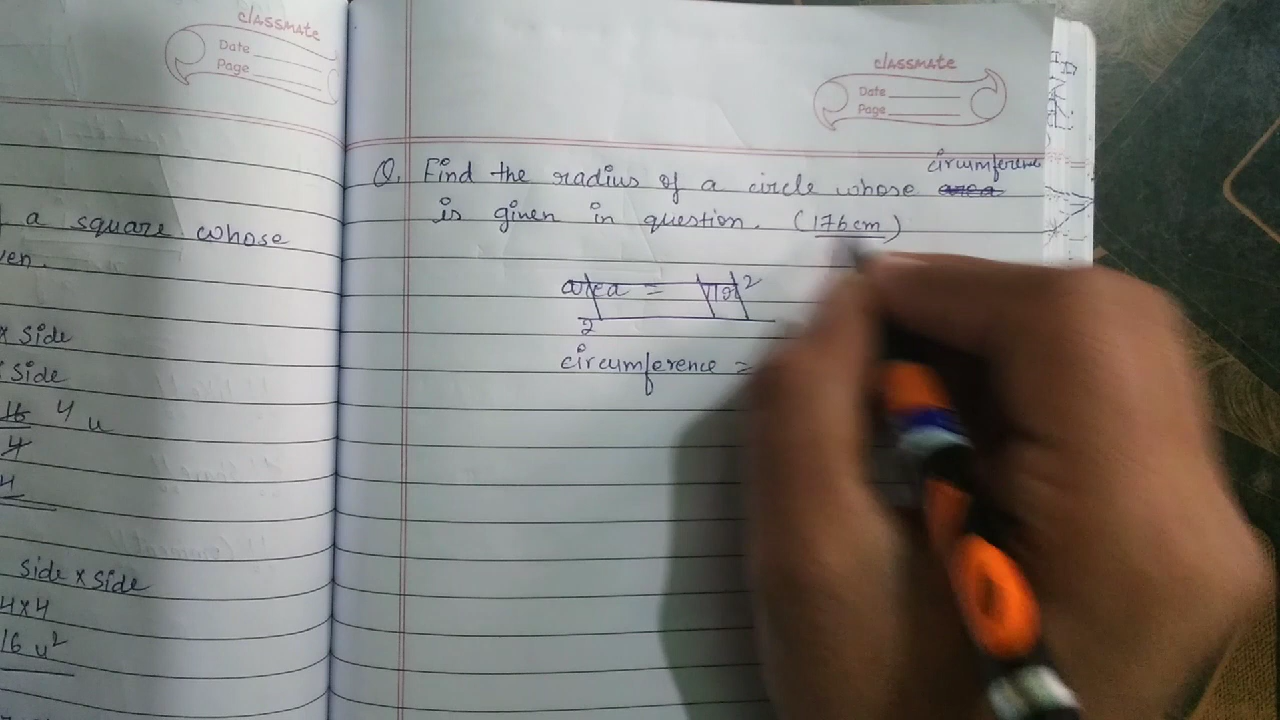 classmate
Date
Page
a square whose
ven.
x side
x side
16 4 u
4
4
side x side
4x4
16 u²
classmate
Date
Page
circumference
Q. Find the radius of a circle whose area
is given in question. (176cm)
area = πr²
2
circumference =